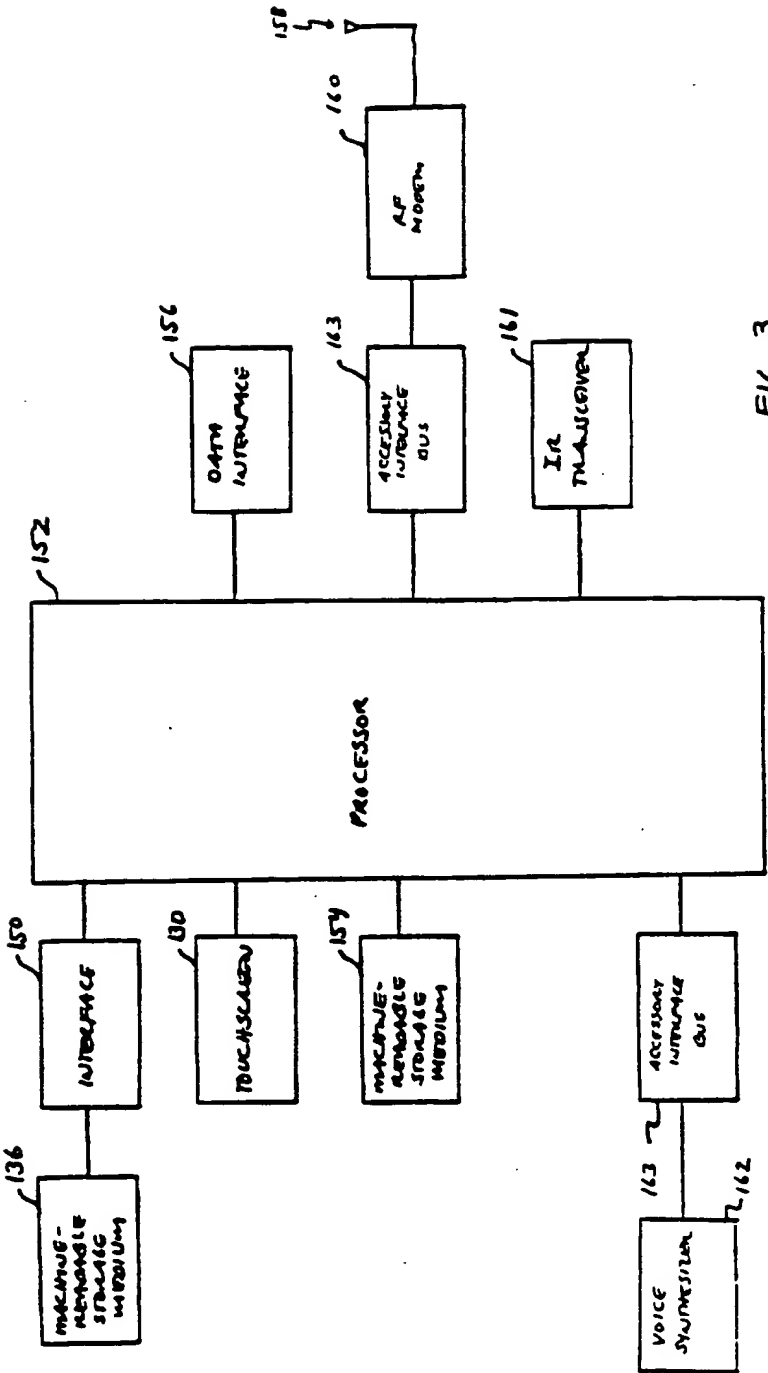 136
MACHINE-
READABLE
STORAGE
MEDIUM
150
INTERFACE
130
TOUCHSCREEN
154
MACHINE-
READABLE
STORAGE
MEDIUM
152
PROCESSOR
156
DATA
INTERFACE
163
ACCESSORY
INTERFACE
BUS
160
RF
MODEM
158
161
IR
TRANSCEIVER
ACCESSORY
INTERFACE
BUS
163
VOICE
SYNTHESIZER
162
FIG. 3